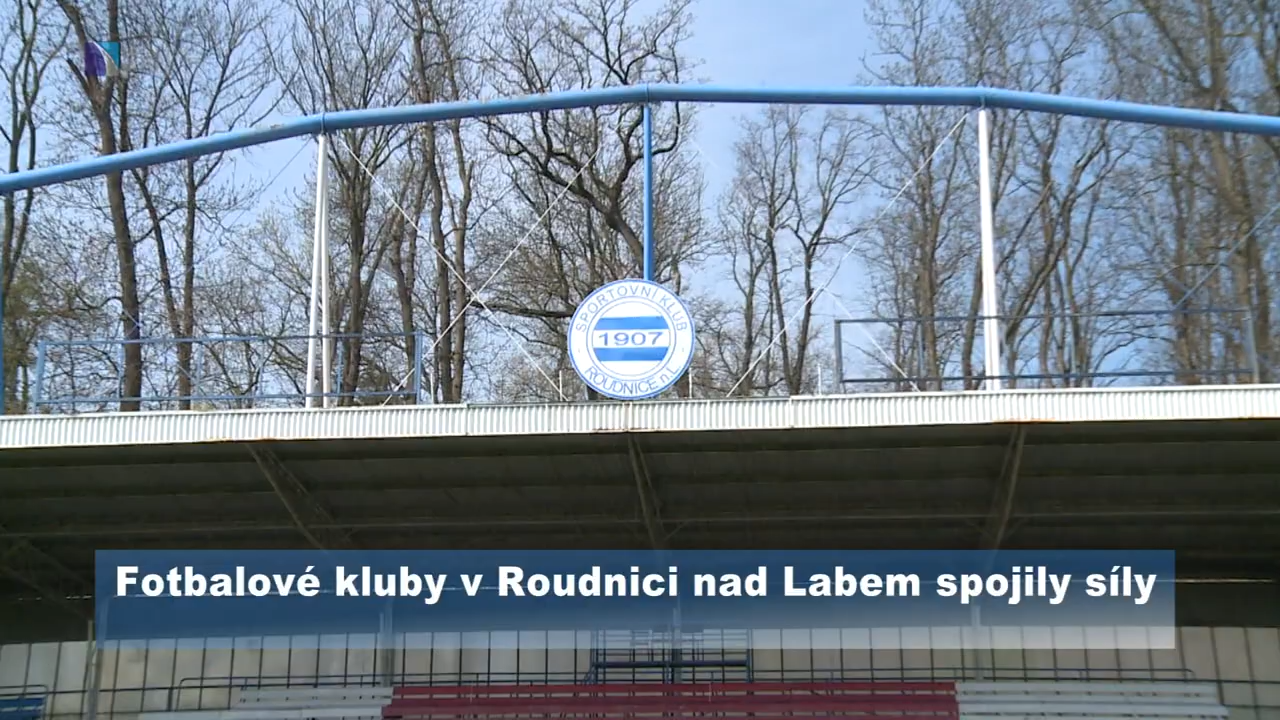 SPORTOVNÍ KLUB
1907
ROUDNICE n.L.
Fotbalové kluby v Roudnici nad Labem spojily síly